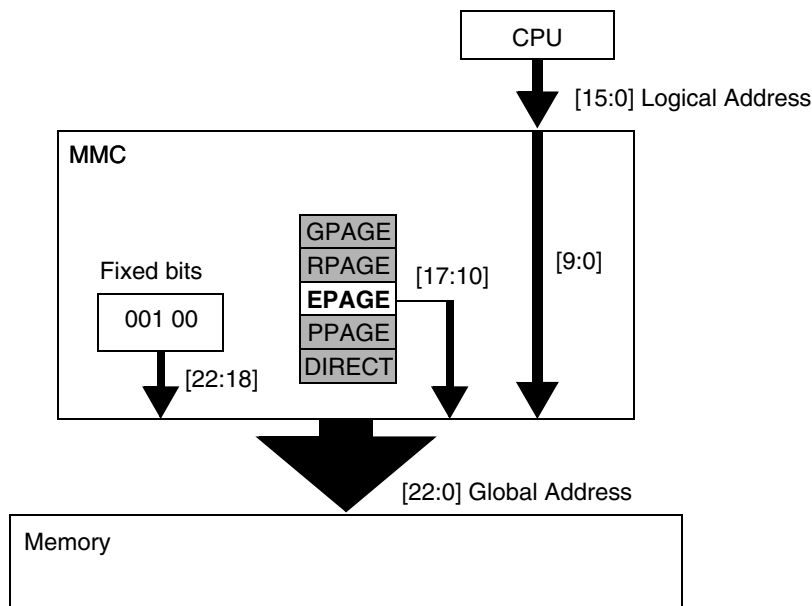 CPU
[15:0] Logical Address
MMC
GPAGE
RPAGE
EPAGE
PPAGE
DIRECT
[17:10]
[9:0]
Fixed bits
001 00
[22:18]
[22:0] Global Address
Memory